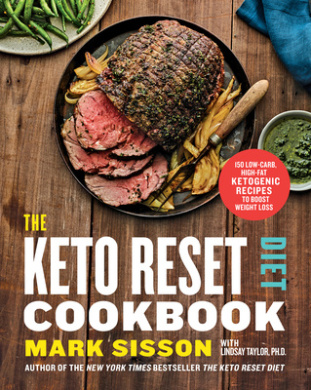 150 LOW-CARB,
HIGH-FAT
KETOGENIC
RECIPES
TO BOOST
WEIGHT LOSS
THE
KETO RESET
DIET
COOKBOOK
MARK SISSON
WITH
LINDSAY TAYLOR, PH.D.
AUTHOR OF THE NEW YORK TIMES BESTSELLER THE KETO RESET DIET